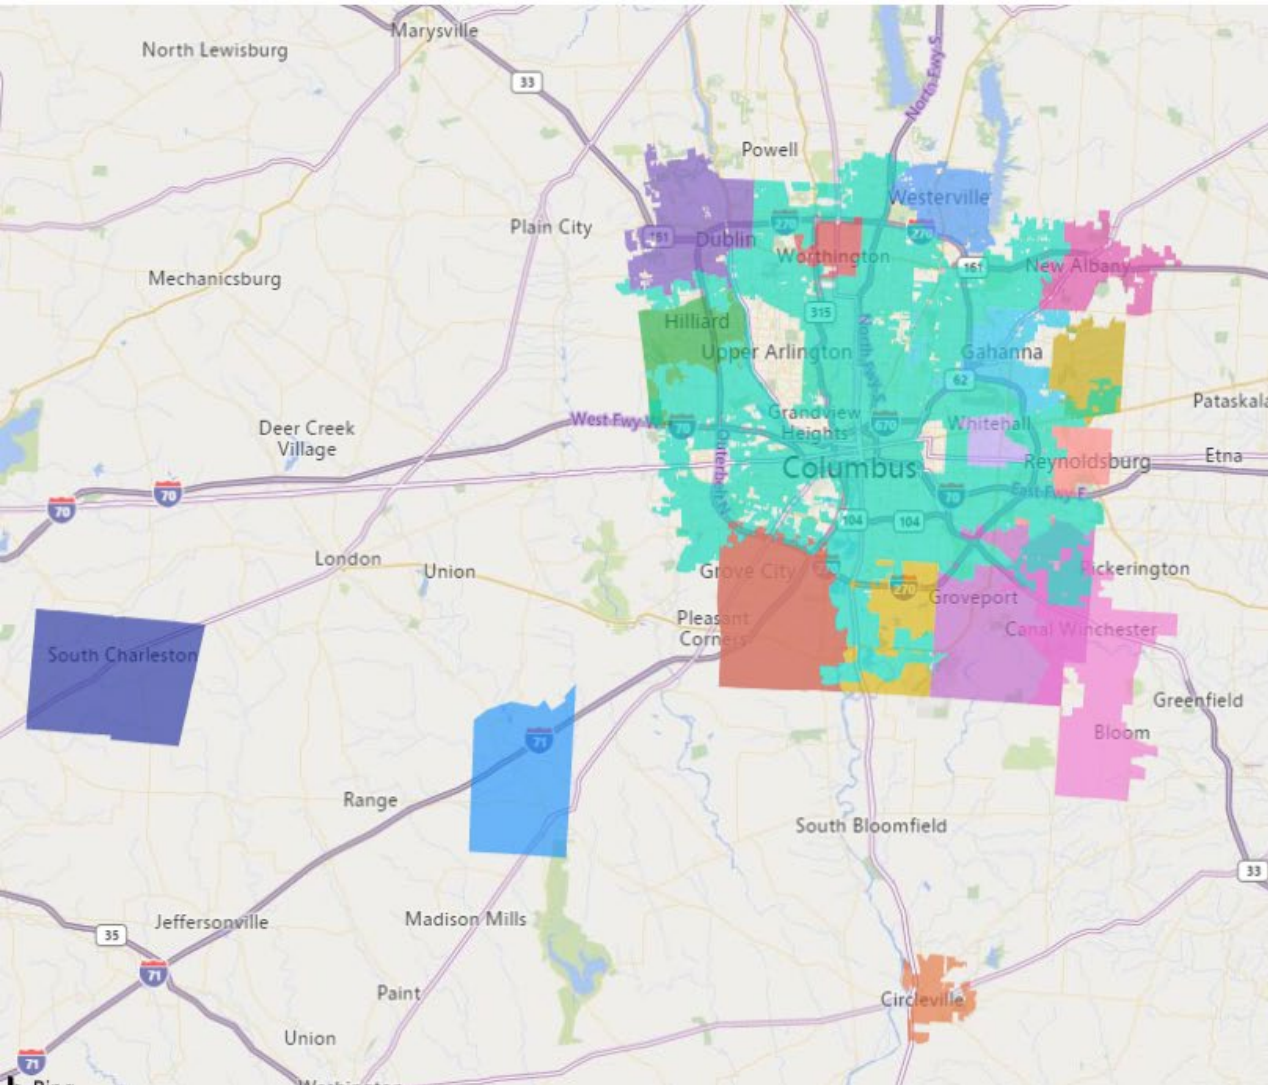 Marysville
North Lewisburg
33
North Fwy S
Powell
Westerville
Plain City
270
270
161
Dublin
Worthington
161
New Albany
Mechanicsburg
315
Hilliard
North Fwy S
Upper Arlington
Gahanna
62
Pataskala
Deer Creek
Village
West Fwy W
70
Grandview
Heights
670
Whitehall
Columbus
Reynoldsburg
Etna
70
70
70
East Fwy E
104
104
London
Union
Grove City
270
Groveport
Pickerington
Pleasant
Corners
Canal Winchester
South Charleston
Greenfield
71
Bloom
Range
South Bloomfield
33
Jeffersonville
Madison Mills
35
71
Paint
Circleville
Union
71